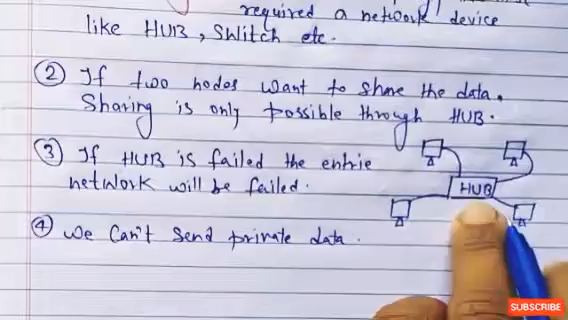 required a network device
like HUB, Switch etc.
② If two nodes want to share the data.
Sharing is only possible through HUB.
③ If HUB is failed the entrie
network will be failed.
HUB
④ We Can't Send private data.
SUBSCRIBE